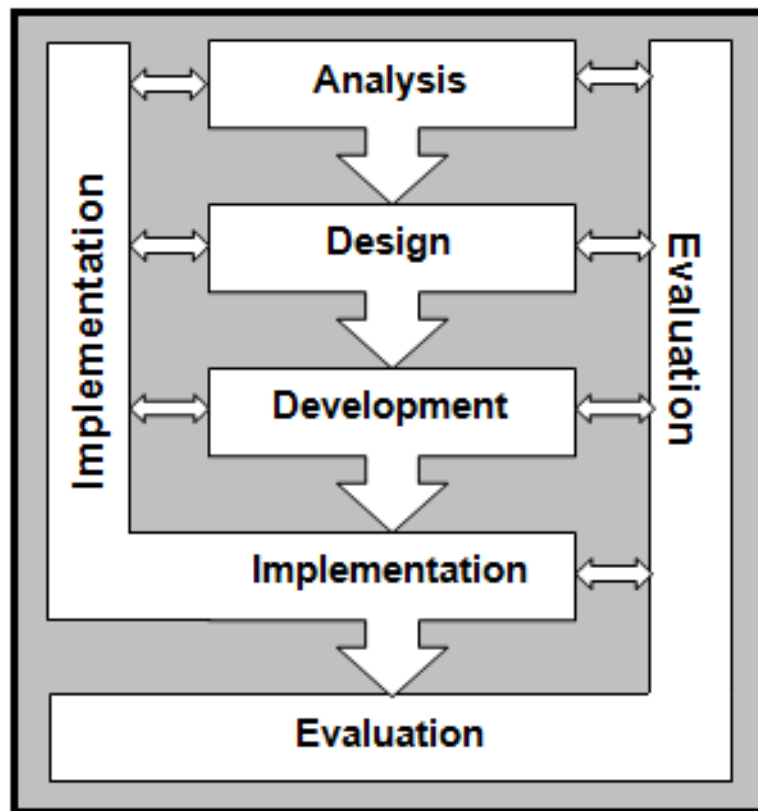 Analysis
Implementation
Design
Evaluation
Development
Implementation
Evaluation